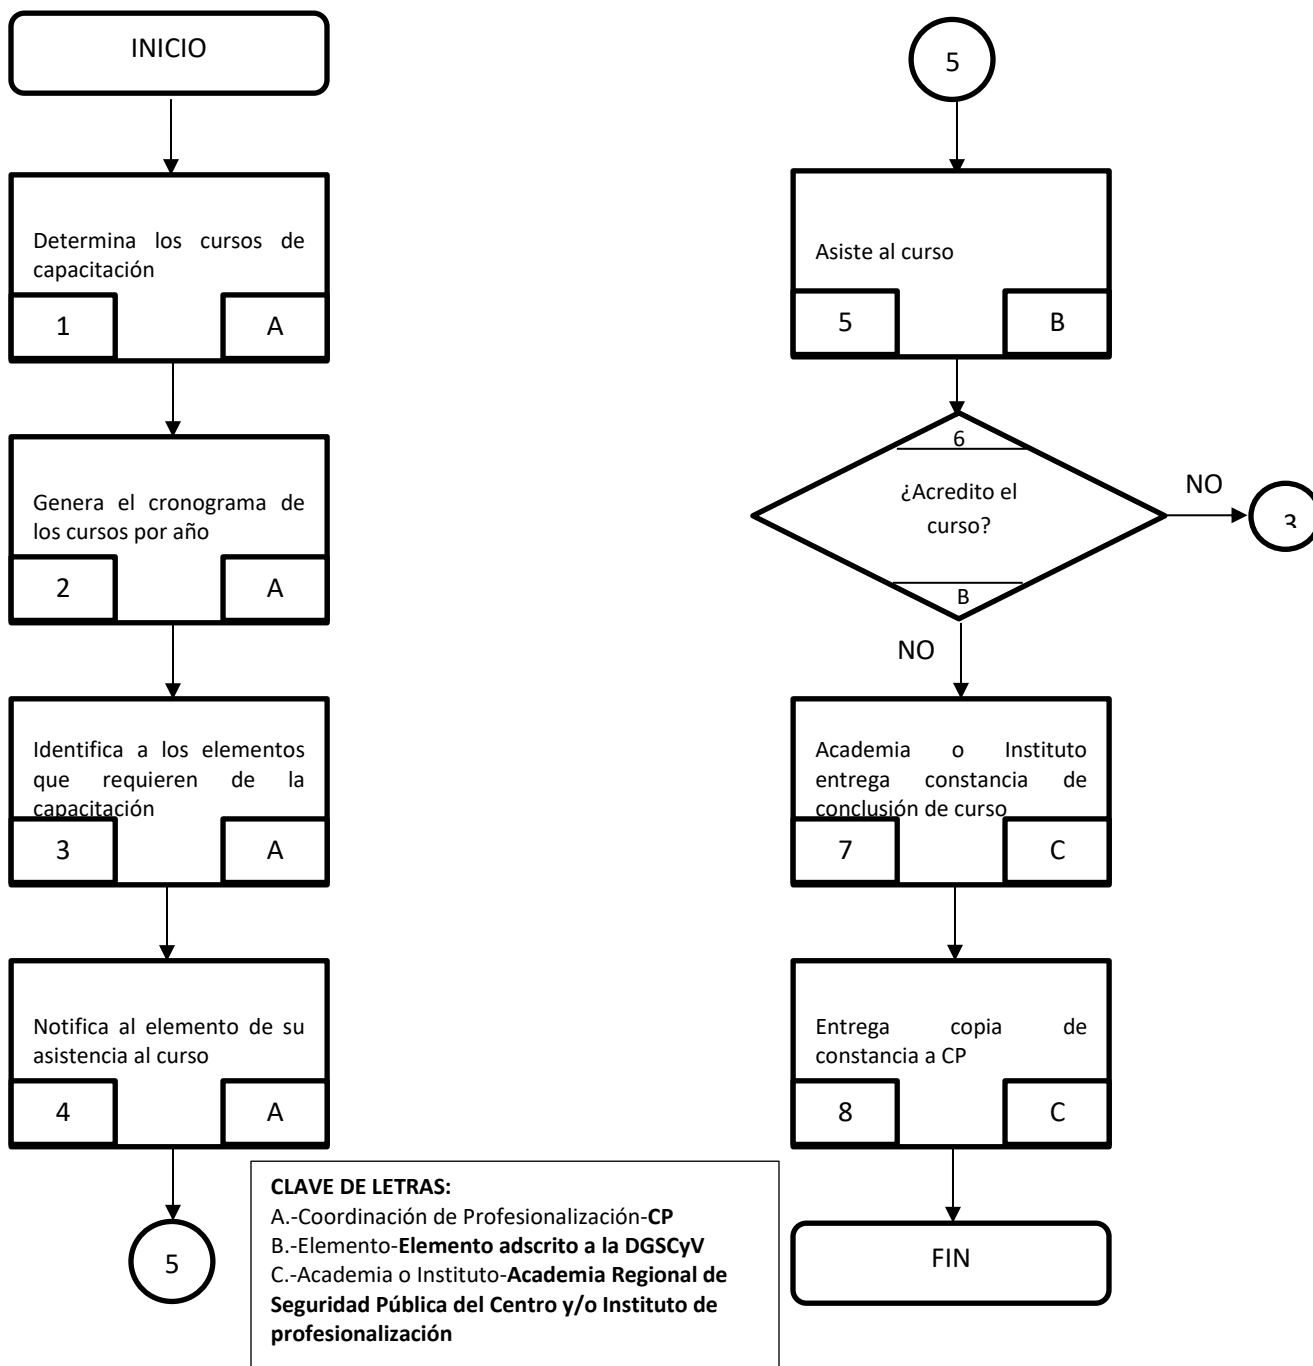 INICIO
Determina los cursos de
capacitación
1
A
Genera el cronograma de
los cursos por año
2
A
Identifica a los elementos
que requieren de la
capacitación
3
A
Notifica al elemento de su
asistencia al curso
4
A
5
5
Asiste al curso
5
B
6
¿Acredito el
curso?
B
NO
3
NO
Academia o Instituto
entrega constancia de
conclusión de curso
7
C
Entrega copia de
constancia a CP
8
C
FIN
CLAVE DE LETRAS:
A.-Coordinación de Profesionalización-CP
B.-Elemento-Elemento adscrito a la DGSCyV
C.-Academia o Instituto-Academia Regional de
Seguridad Pública del Centro y/o Instituto de
profesionalización